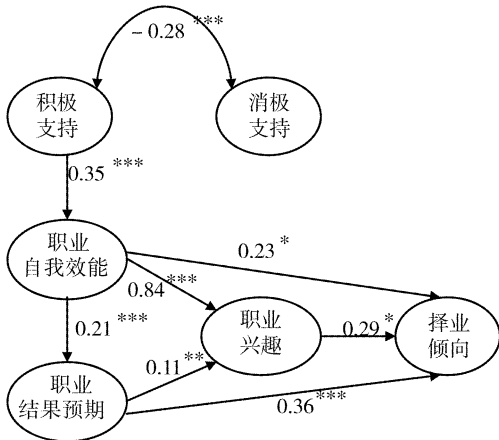 －0.28 ***
积极
支持
消极
支持
0.35 ***
职业
自我效能
0.23 *
0.84 ***
0.21 ***
职业
兴趣
0.29 *
择业
倾向
0.11 **
职业
结果预期
0.36 ***